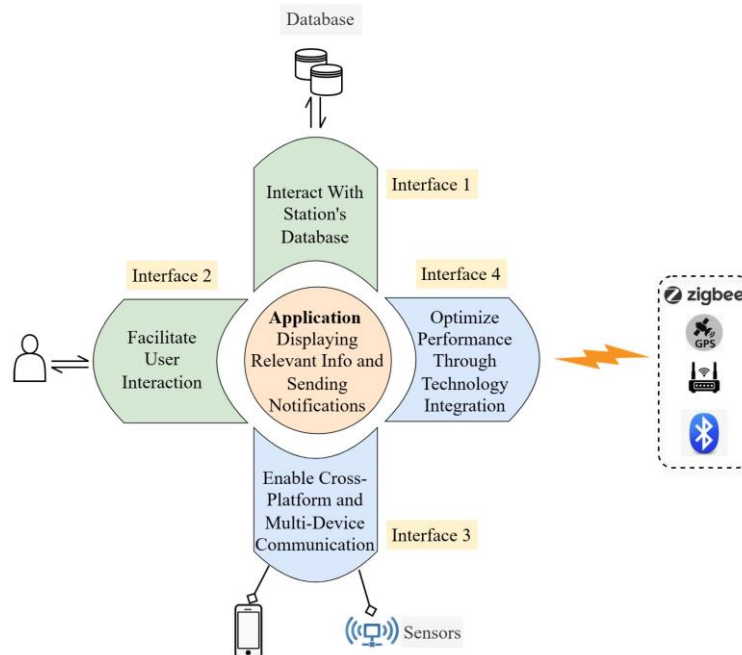 Database
Interact With
Station's
Database
Interface 1
Interface 2
Interface 4
zigbee
GPS
Facilitate
User
Interaction
Application
Displaying
Relevant Info and
Sending
Notifications
Optimize
Performance
Through
Technology
Integration
Enable Cross-
Platform and
Multi-Device
Communication
Interface 3
Sensors